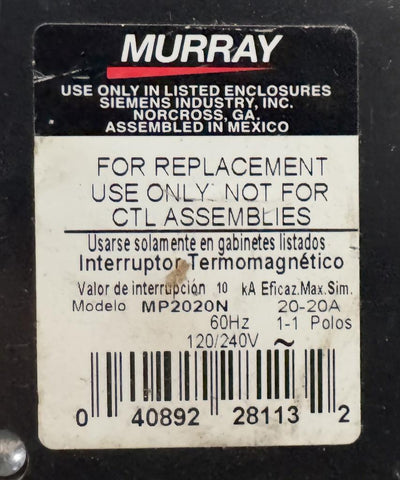 MURRAY
USE ONLY IN LISTED ENCLOSURES
SIEMENS INDUSTRY, INC.
NORCROSS, GA.
ASSEMBLED IN MEXICO
FOR REPLACEMENT
USE ONLY. NOT FOR
CTL ASSEMBLIES
Usarse solamente en gabinetes listados
Interruptor Termomagnético
Valor de interrupción 10 kA Eficaz.Max.Sim.
Modelo MP2020N 20-20A
60Hz 1-1 Polos
120/240V ~
0 40892 28113 2